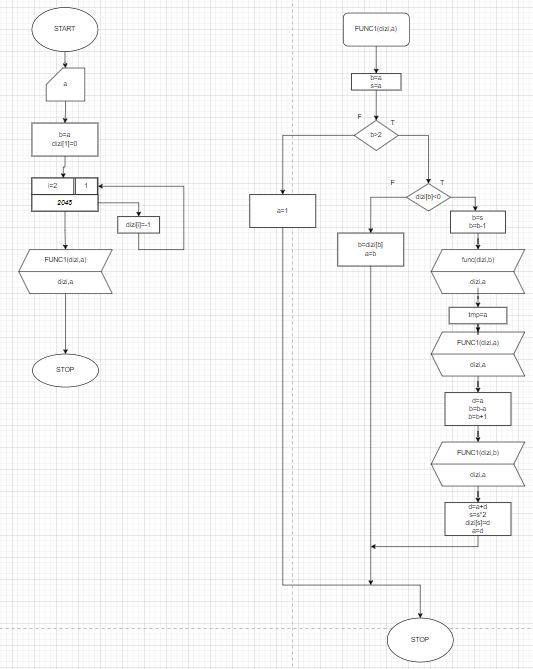 START
a
b=a
dizi[1]=0
i=2
1
2045
dizi[i]=-1
FUNC1(dizi,a)
dizi,a
STOP
FUNC1(dizi,a)
b=a
s=a
F
T
b>2
a=1
F
T
dizi[b]<0
b=dizi[b]
a=b
b=s
b=b-1
func(dizi,b)
dizi,a
tmp=a
FUNC1(dizi,a)
dizi,a
d=a
b=b-a
b=b+1
FUNC1(dizi,b)
dizi,a
d=a+d
s=s*2
dizi[s]=d
a=d
STOP